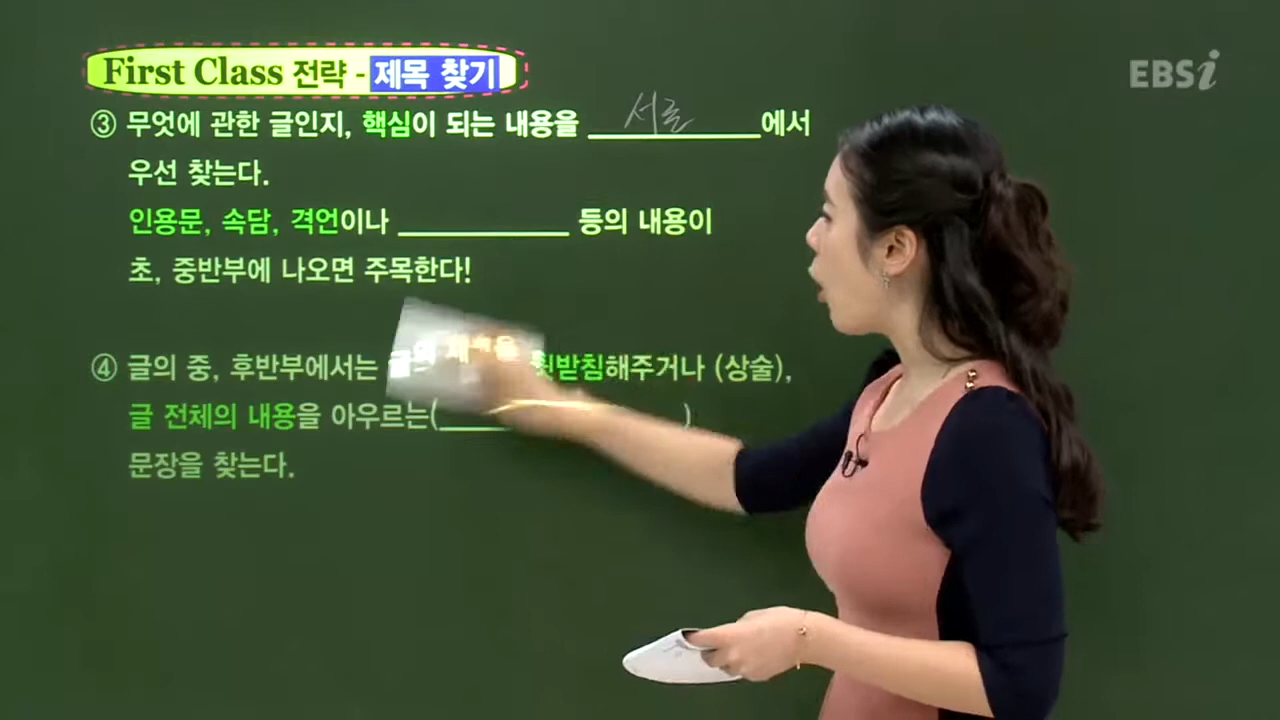 First Class 전략 - 제목 찾기
EBSi
③ 무엇에 관한 글인지, 핵심이 되는 내용을 서론에서
우선 찾는다.
인용문, 속담, 격언이나 ____________ 등의 내용이
초, 중반부에 나오면 주목한다!
④ 글의 중, 후반부에서는 뒷받침해주거나 (상술),
글 전체의 내용을 아우르는(____ )
문장을 찾는다.